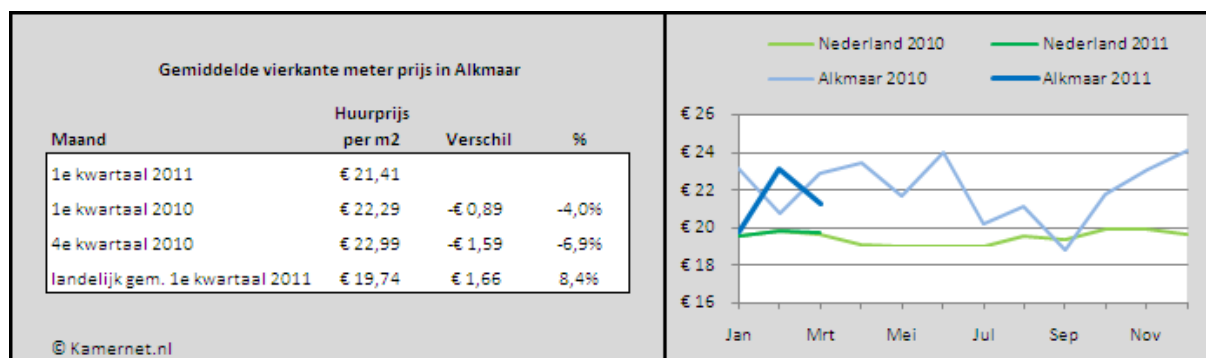 Gemiddelde vierkante meter prijs in Alkmaar
Huurprijs
Maand per m2 Verschil %
1e kwartaal 2011 € 21,41
1e kwartaal 2010 € 22,29 -€ 0,89 -4,0%
4e kwartaal 2010 € 22,99 -€ 1,59 -6,9%
landelijk gem. 1e kwartaal 2011 € 19,74 € 1,66 8,4%
© Kamernet.nl
Nederland 2010 Nederland 2011
Alkmaar 2010 Alkmaar 2011
€ 26
€ 24
€ 22
€ 20
€ 18
€ 16
Jan Mrt Mei Jul Sep Nov